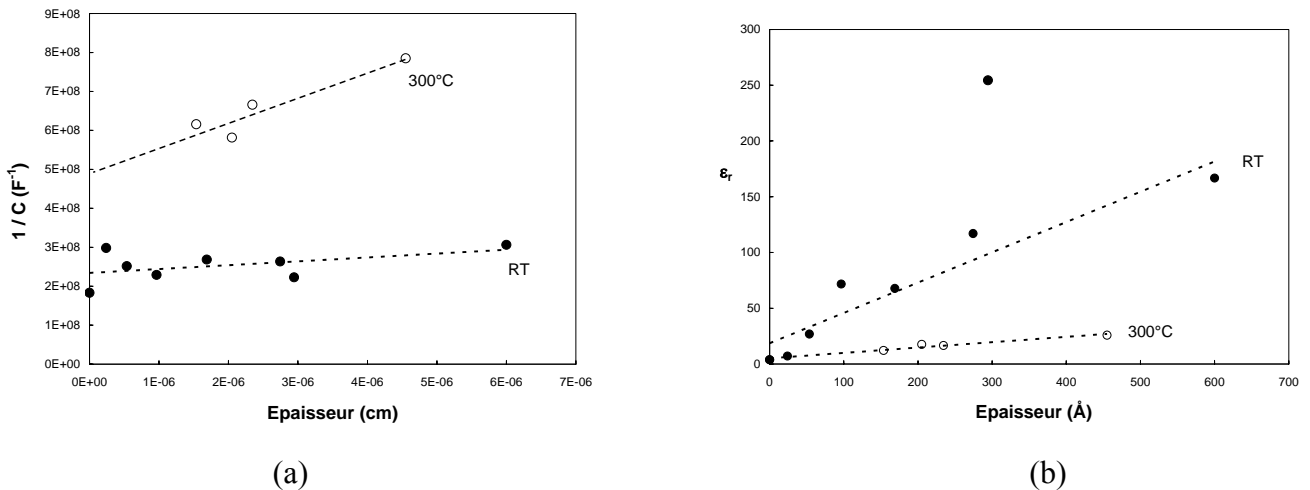 9E+08
8E+08
7E+08
6E+08
5E+08
4E+08
3E+08
2E+08
1E+08
0E+00
1 / C (F⁻¹)
300°C
RT
0E+00 1E-06 2E-06 3E-06 4E-06 5E-06 6E-06 7E-06
Epaisseur (cm)
(a)
300
250
200
150
100
50
0
εr
RT
300°C
0 100 200 300 400 500 600 700
Epaisseur (Å)
(b)